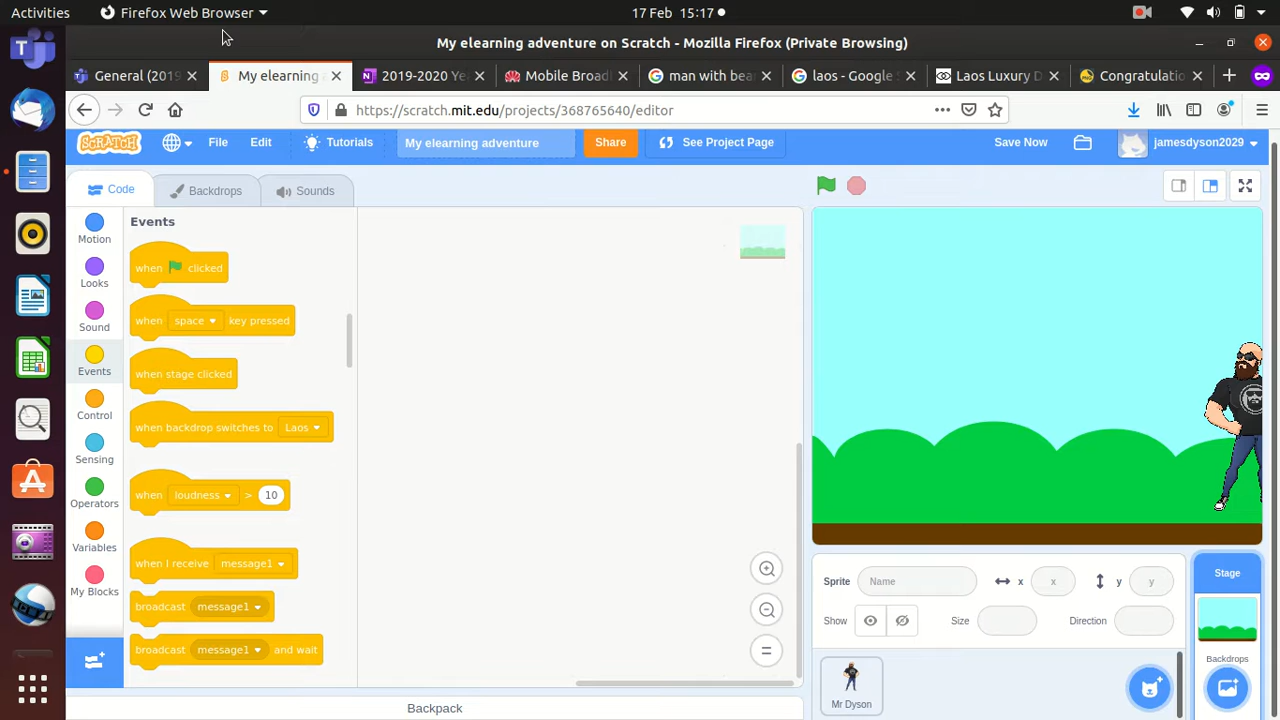 Activities
Firefox Web Browser
17 Feb 15:17
My elearning adventure on Scratch - Mozilla Firefox (Private Browsing)
General (2019
My elearning
2019-2020 Ye
Mobile Broad
man with bea
laos - Google
Laos Luxury D
Congratulatio
https://scratch.mit.edu/projects/368765640/editor
SCRATCH
File
Edit
Tutorials
My elearning adventure
Share
See Project Page
Save Now
jamesdyson2029
Code
Backdrops
Sounds
Motion
Looks
Sound
Events
Control
Sensing
Operators
Variables
My Blocks
Events
when clicked
when space key pressed
when stage clicked
when backdrop switches to Laos
when loudness > 10
when I receive message1
broadcast message1
broadcast message1 and wait
Sprite Name x x y y
Show Size Direction
Mr Dyson
Stage
Backdrops
Backpack